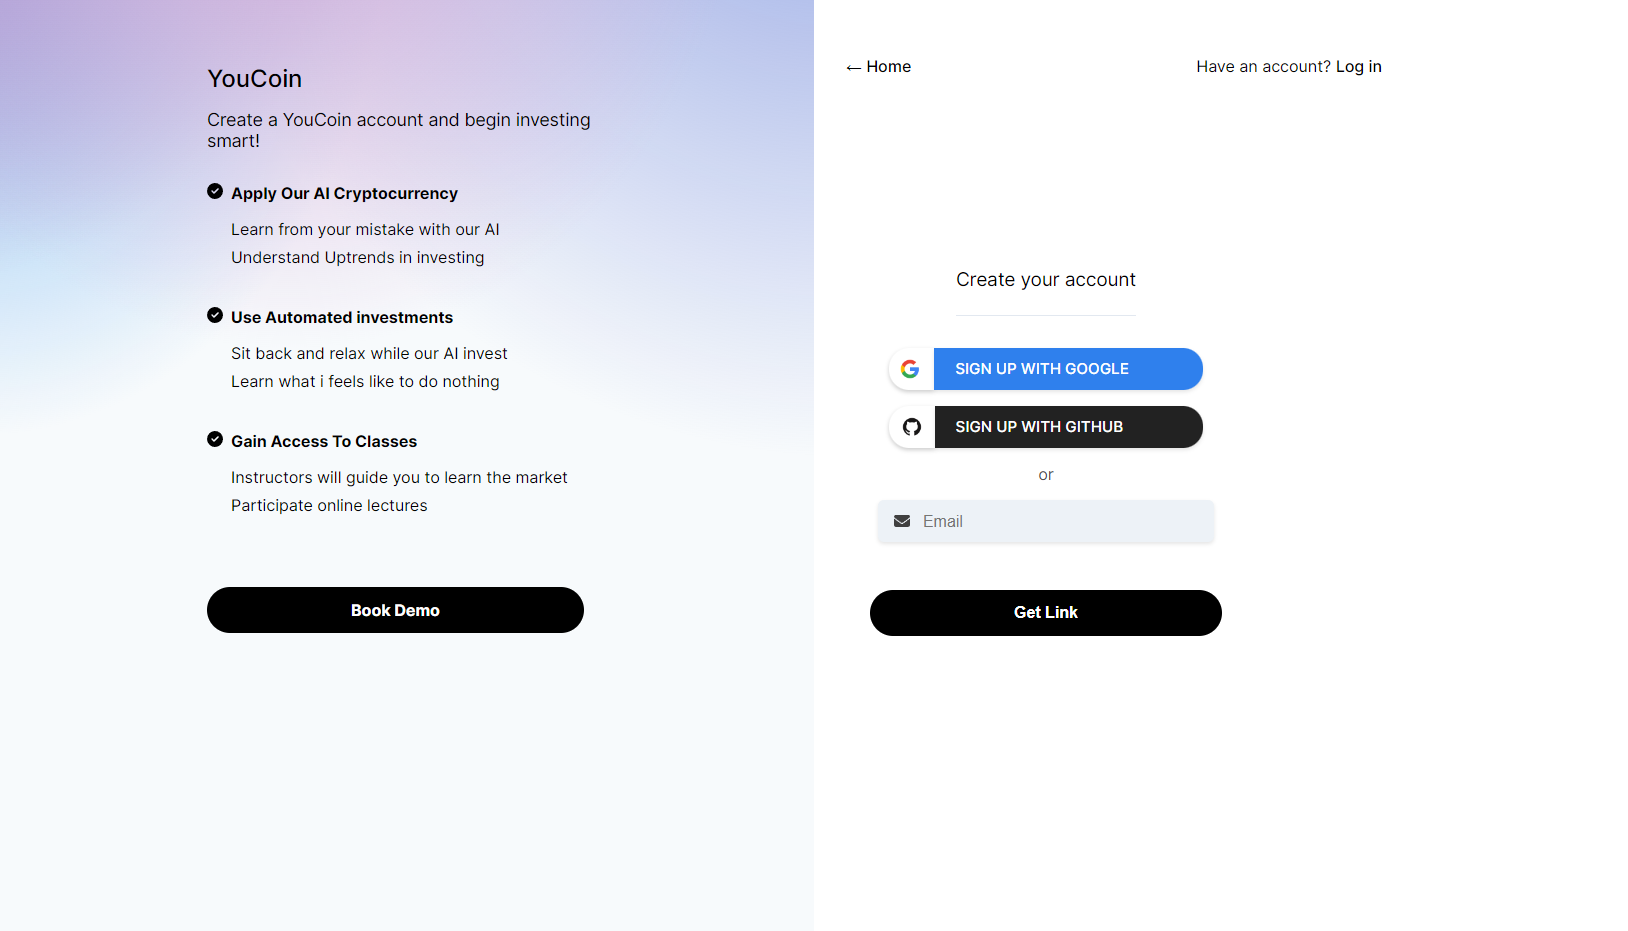 YouCoin
Create a YouCoin account and begin investing
smart!
Apply Our AI Cryptocurrency
Learn from your mistake with our AI
Understand Uptrends in investing
Use Automated investments
Sit back and relax while our AI invest
Learn what i feels like to do nothing
Gain Access To Classes
Instructors will guide you to learn the market
Participate online lectures
Book Demo
← Home
Have an account? Log in
Create your account
SIGN UP WITH GOOGLE
SIGN UP WITH GITHUB
or
Email
Get Link